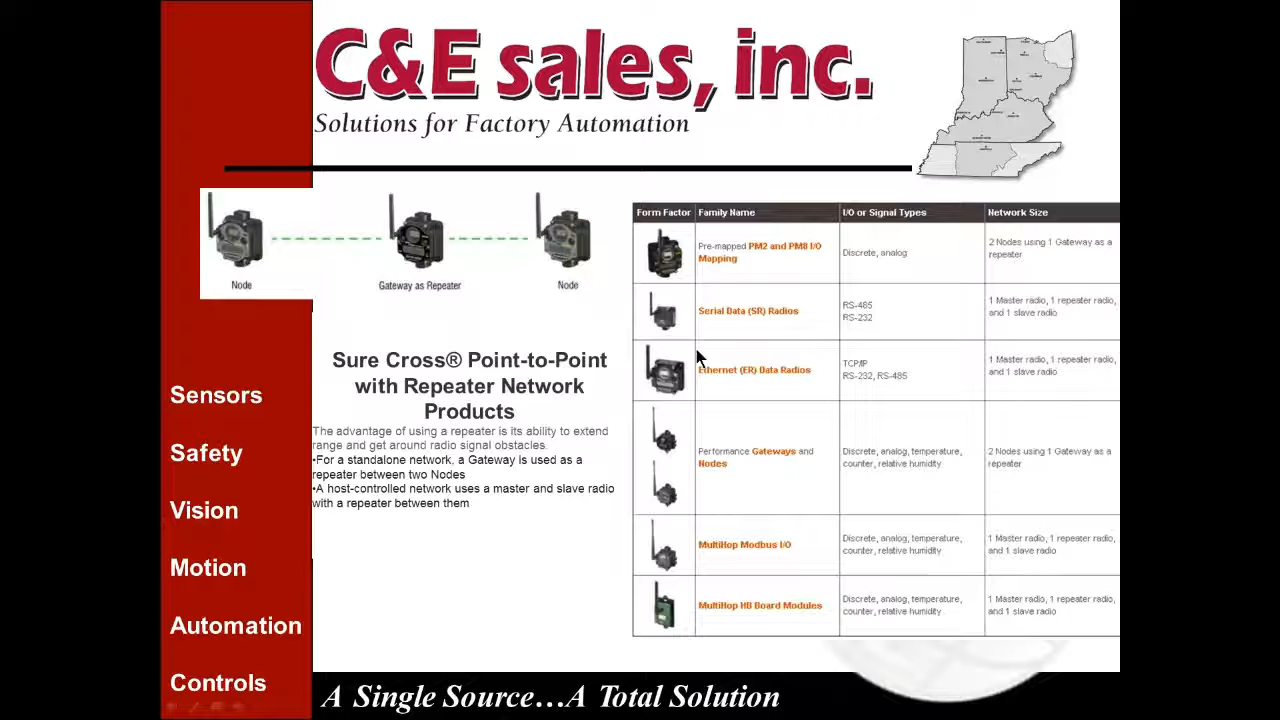 C&E sales, inc.
Solutions for Factory Automation
Node
Gateway as Repeater
Node
Sure Cross® Point-to-Point
with Repeater Network
Products
The advantage of using a repeater is its ability to extend
range and get around radio signal obstacles.
•For a standalone network, a Gateway is used as a
repeater between two Nodes
•A host-controlled network uses a master and slave radio
with a repeater between them
Form Factor Family Name I/O or Signal Types Network Size
Pre-mapped PM2 and PM8 I/O
Mapping
Discrete, analog
2 Nodes using 1 Gateway as a
repeater
Serial Data (SR) Radios
RS-485
RS-232
1 Master radio, 1 repeater radio,
and 1 slave radio
Ethernet (ER) Data Radios
TCP/IP
RS-232, RS-485
1 Master radio, 1 repeater radio,
and 1 slave radio
Performance Gateways and
Nodes
Discrete, analog, temperature,
counter, relative humidity
2 Nodes using 1 Gateway as a
repeater
MultiHop Modbus I/O
Discrete, analog, temperature,
counter, relative humidity
1 Master radio, 1 repeater radio,
and 1 slave radio
MultiHop HB Board Modules
Discrete, analog, temperature,
counter, relative humidity
1 Master radio, 1 repeater radio,
and 1 slave radio
Sensors
Safety
Vision
Motion
Automation
Controls
A Single Source…A Total Solution